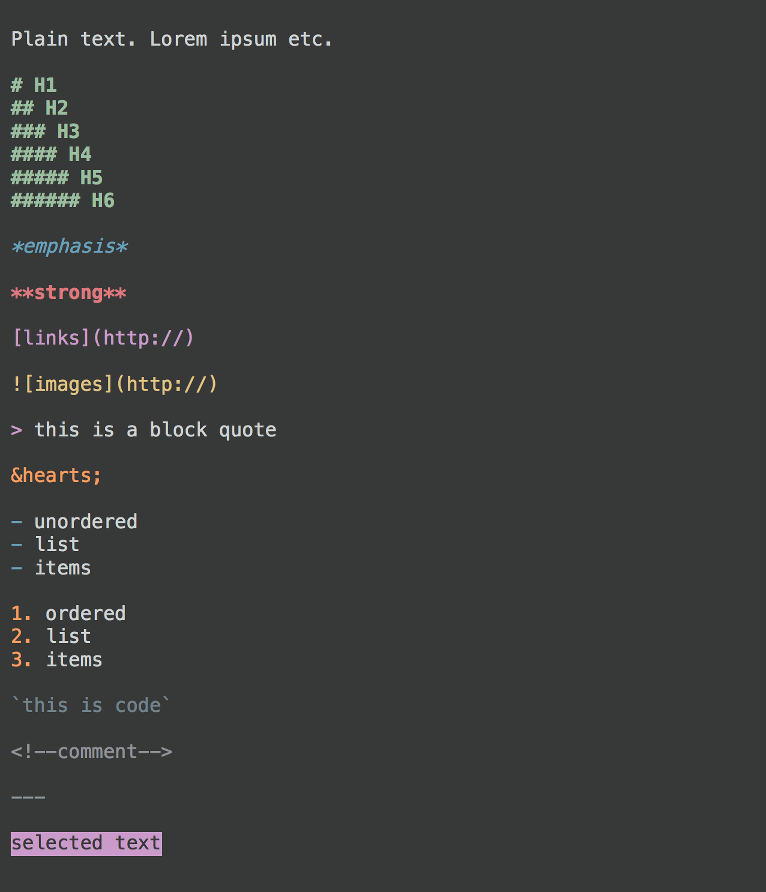 Plain text. Lorem ipsum etc.
# H1
## H2
### H3
#### H4
##### H5
###### H6
*emphasis*
**strong**
[links](http://)
![images](http://)
> this is a block quote
&hearts;
- unordered
- list
- items
1. ordered
2. list
3. items
`this is code`
<!--comment-->
---
selected text